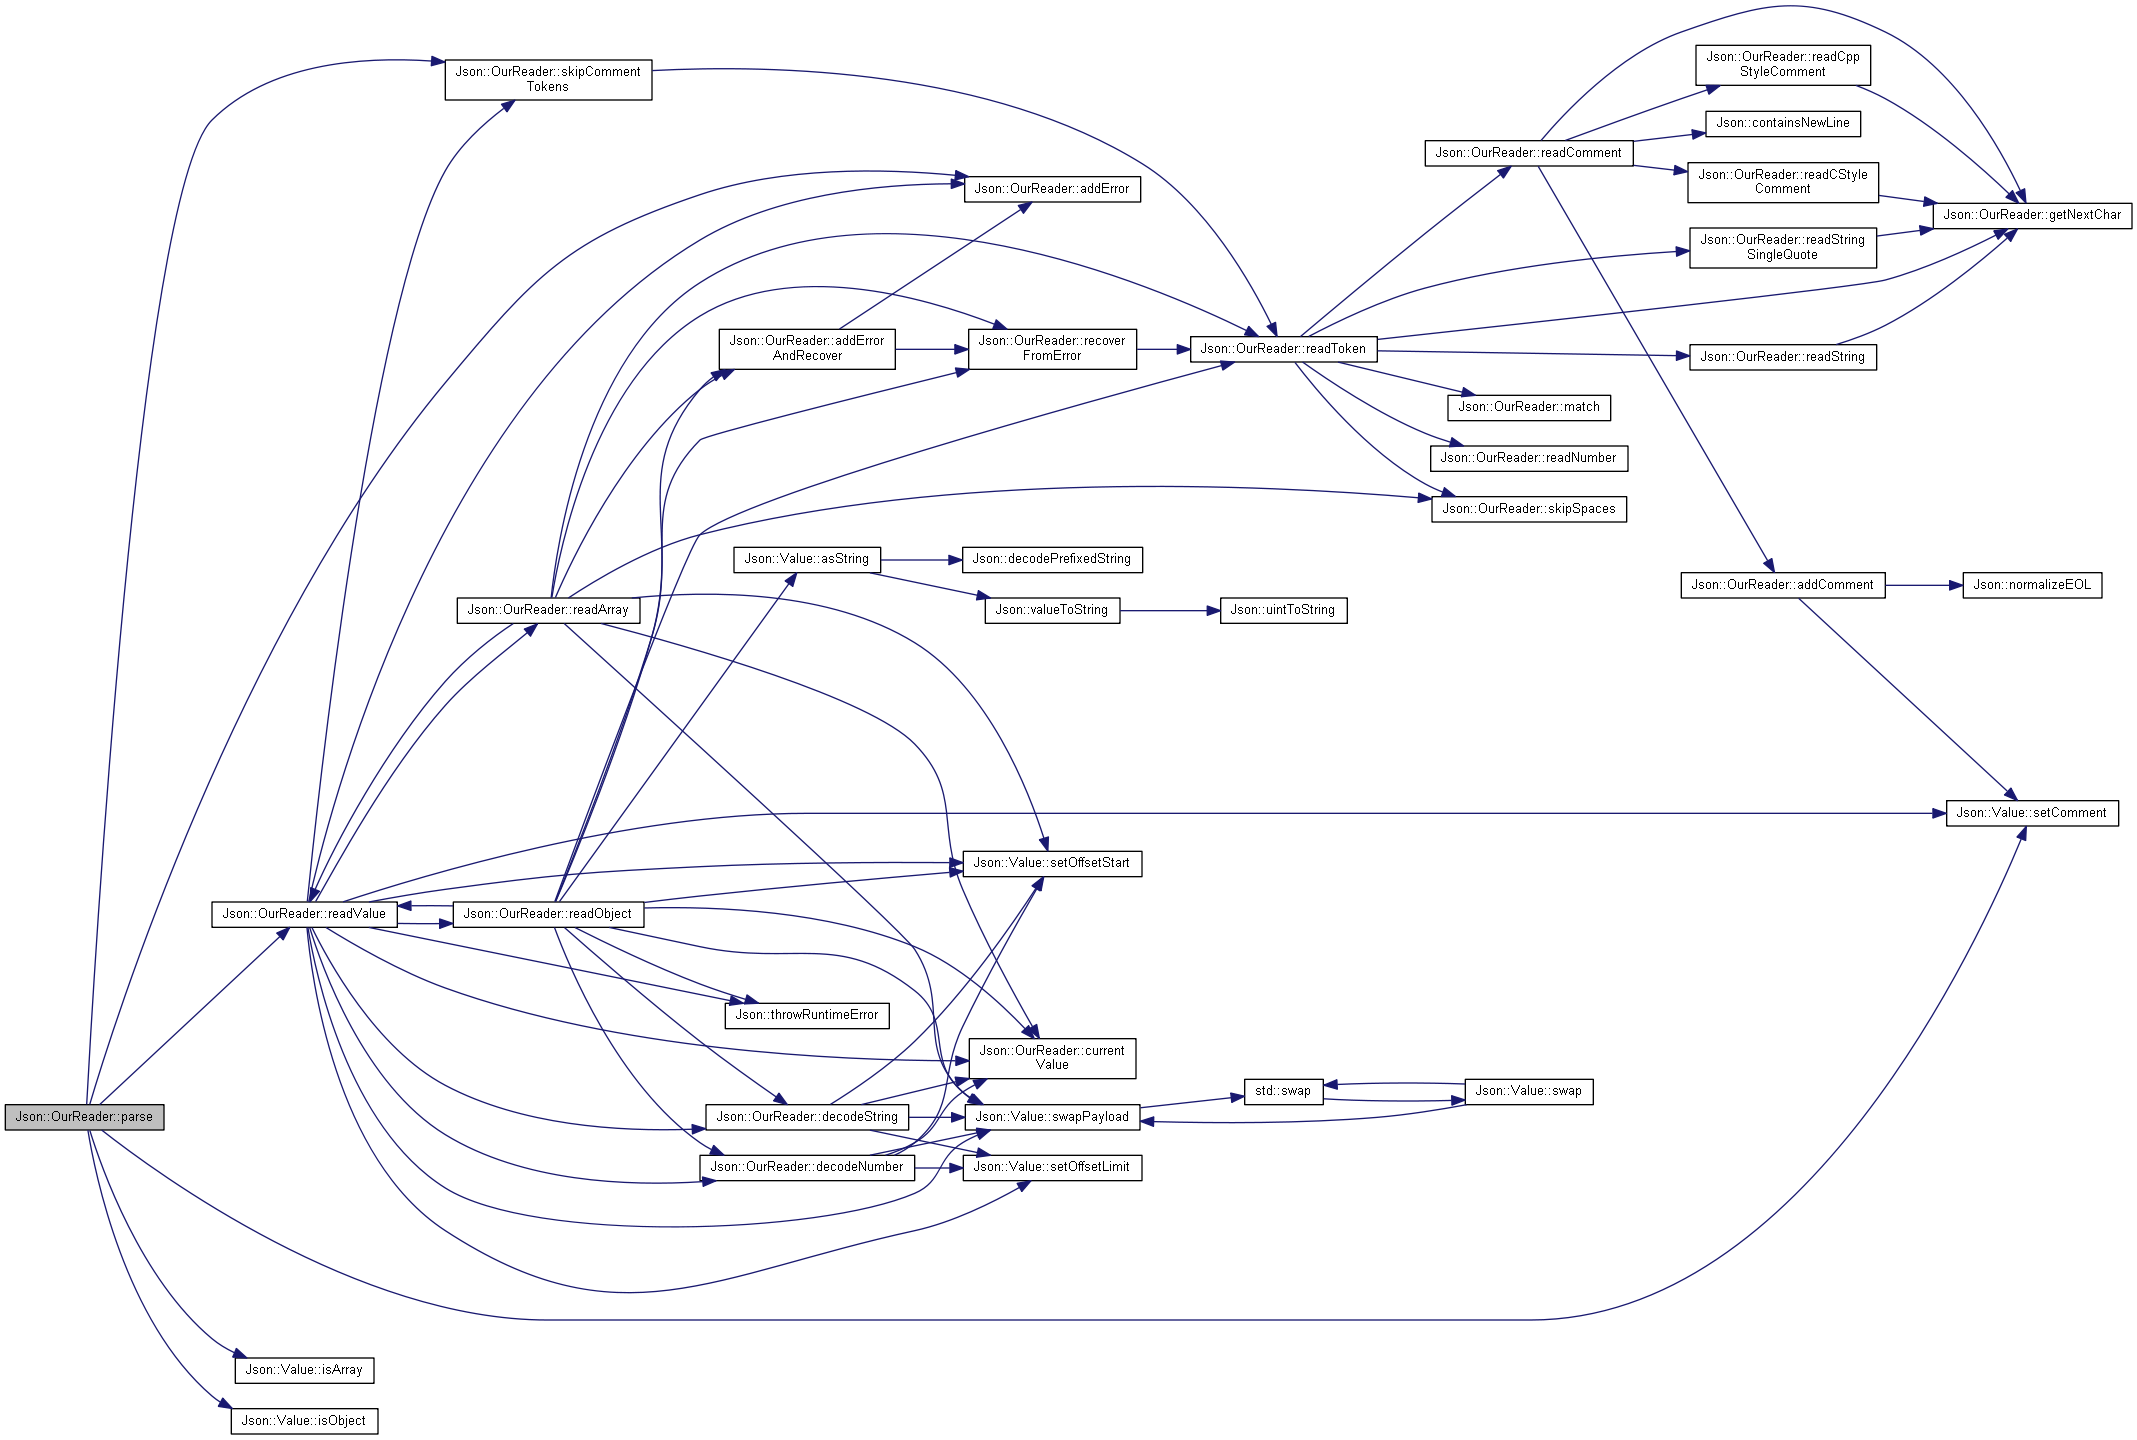 Json::OurReader::skipComment
Tokens
Json::OurReader::readCpp
StyleComment
Json::containsNewLine
Json::OurReader::readComment
Json::OurReader::readCStyle
Comment
Json::OurReader::addError
Json::OurReader::getNextChar
Json::OurReader::readString
SingleQuote
Json::OurReader::addError
AndRecover
Json::OurReader::recover
FromError
Json::OurReader::readToken
Json::OurReader::readString
Json::OurReader::match
Json::OurReader::readNumber
Json::OurReader::skipSpaces
Json::Value::asString
Json::decodePrefixedString
Json::OurReader::addComment
Json::normalizeEOL
Json::OurReader::readArray
Json::valueToString
Json::uintToString
Json::Value::setComment
Json::Value::setOffsetStart
Json::OurReader::readValue
Json::OurReader::readObject
Json::throwRuntimeError
Json::OurReader::current
Value
std::swap
Json::Value::swap
Json::OurReader::parse
Json::OurReader::decodeString
Json::Value::swapPayload
Json::OurReader::decodeNumber
Json::Value::setOffsetLimit
Json::Value::isArray
Json::Value::isObject